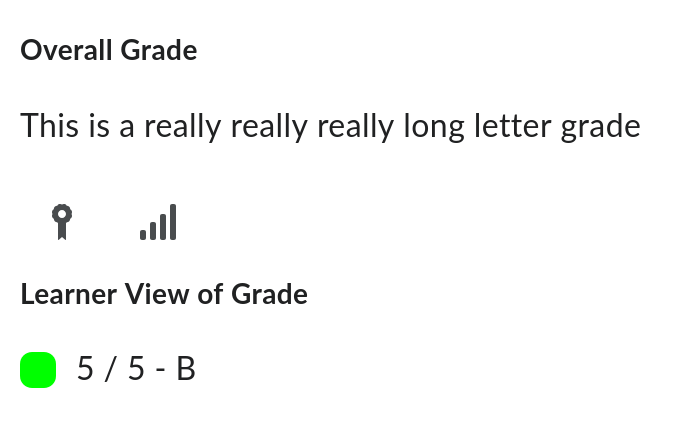 Overall Grade
This is a really really really long letter grade
Learner View of Grade
5 / 5 - B